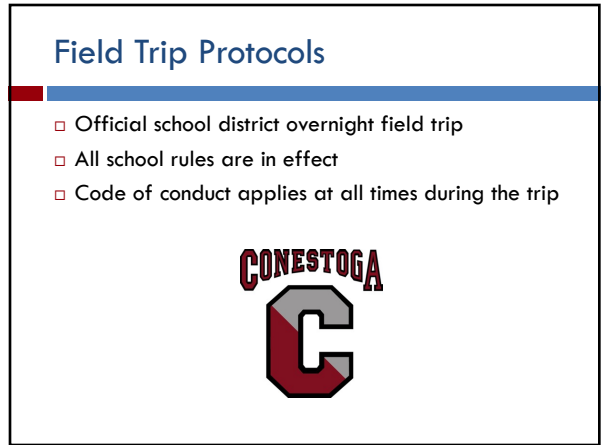 Field Trip Protocols
Official school district overnight field trip
All school rules are in effect
Code of conduct applies at all times during the trip
CONESTOGA
C